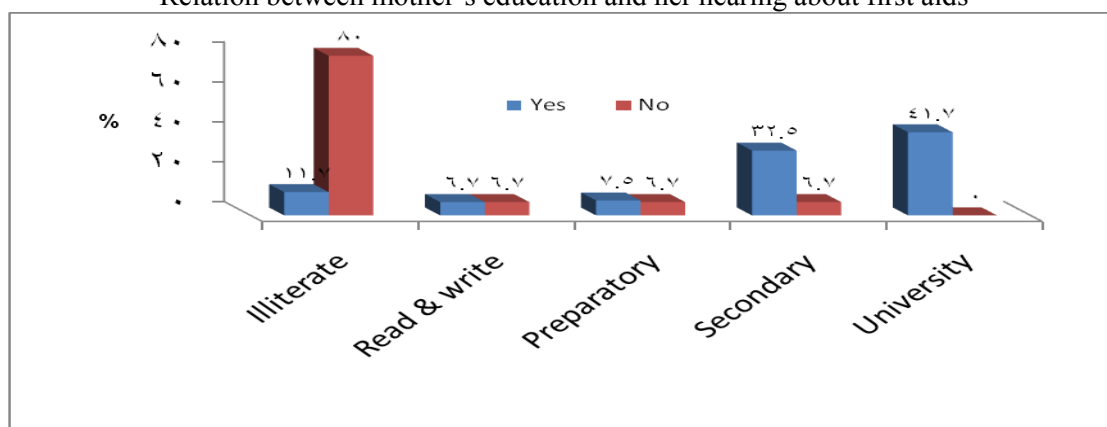 Relation between mother's education and her hearing about first aids
٨٠
٦٠
٤٠
٢٠
٠
%
Yes No
١١.٧ ٨٠
٦.٧ ٦.٧
٧.٥ ٦.٧
٣٢.٥ ٦.٧
٤١.٧ ٠
Illiterate
Read & write
Preparatory
Secondary
University